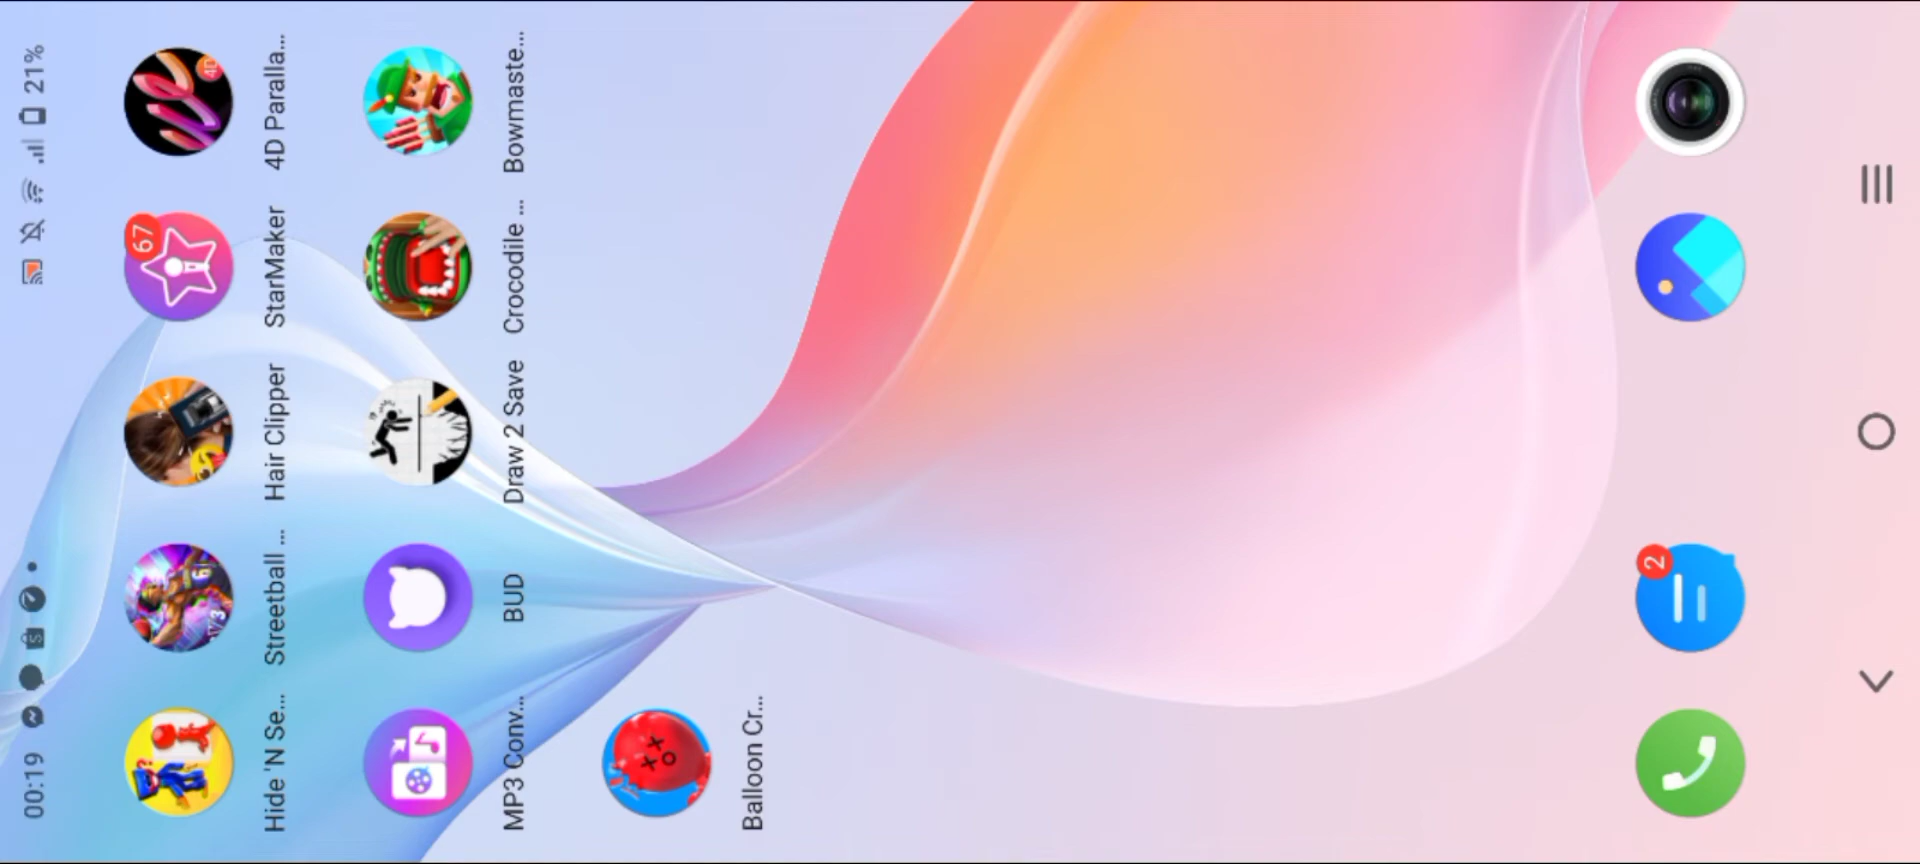 00:19
21%
Hide 'N Se...
Streetball ...
Hair Clipper
StarMaker
67
4D Paralla...
4D
MP3 Conv...
BUD
Draw 2 Save
Crocodile ...
Bowmaste...
Balloon Cr...
2